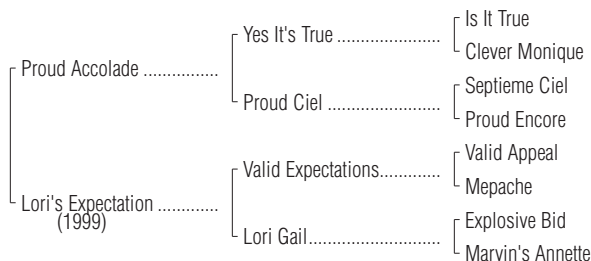 Is It True
Yes It's True ......................
Clever Monique
Proud Accolade ................
Septieme Ciel
Proud Ciel ........................
Proud Encore
Valid Appeal
Valid Expectations.............
Mepache
Lori's Expectation .............
(1999)
Explosive Bid
Lori Gail............................
Marvin's Annette